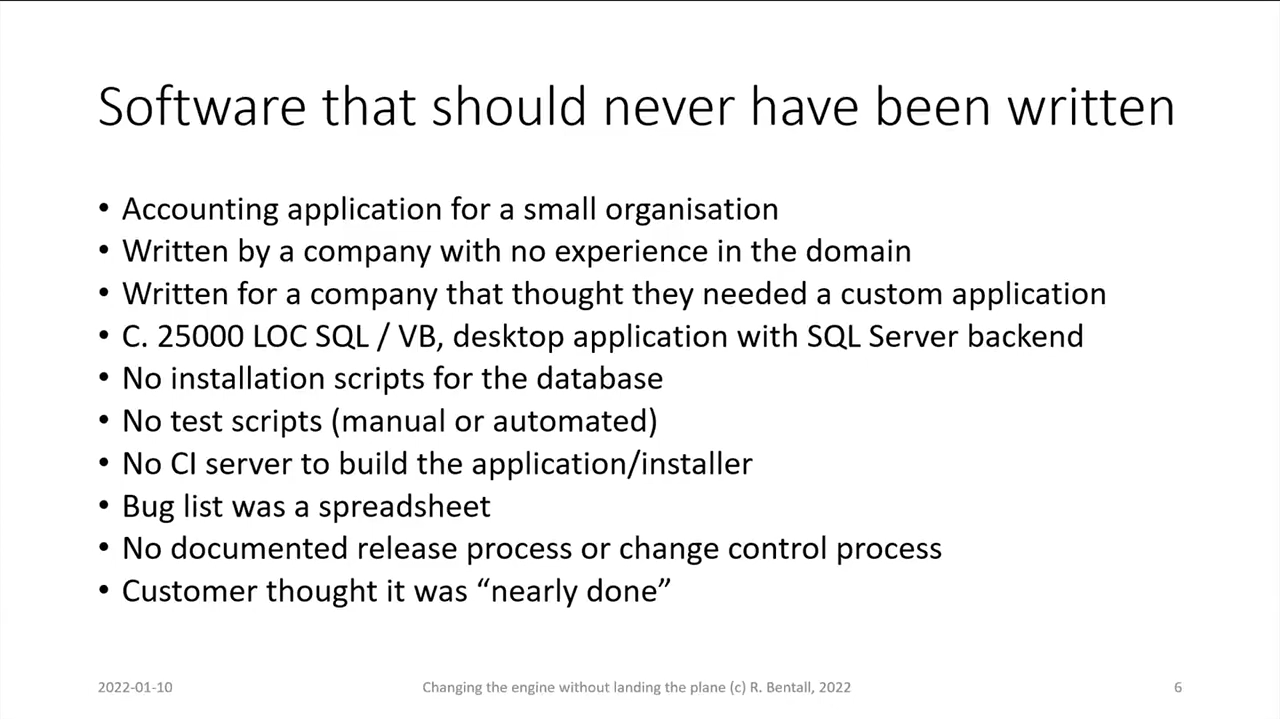 Software that should never have been written
• Accounting application for a small organisation
• Written by a company with no experience in the domain
• Written for a company that thought they needed a custom application
• C. 25000 LOC SQL / VB, desktop application with SQL Server backend
• No installation scripts for the database
• No test scripts (manual or automated)
• No CI server to build the application/installer
• Bug list was a spreadsheet
• No documented release process or change control process
• Customer thought it was “nearly done”
2022-01-10 Changing the engine without landing the plane (c) R. Bentall, 2022 6